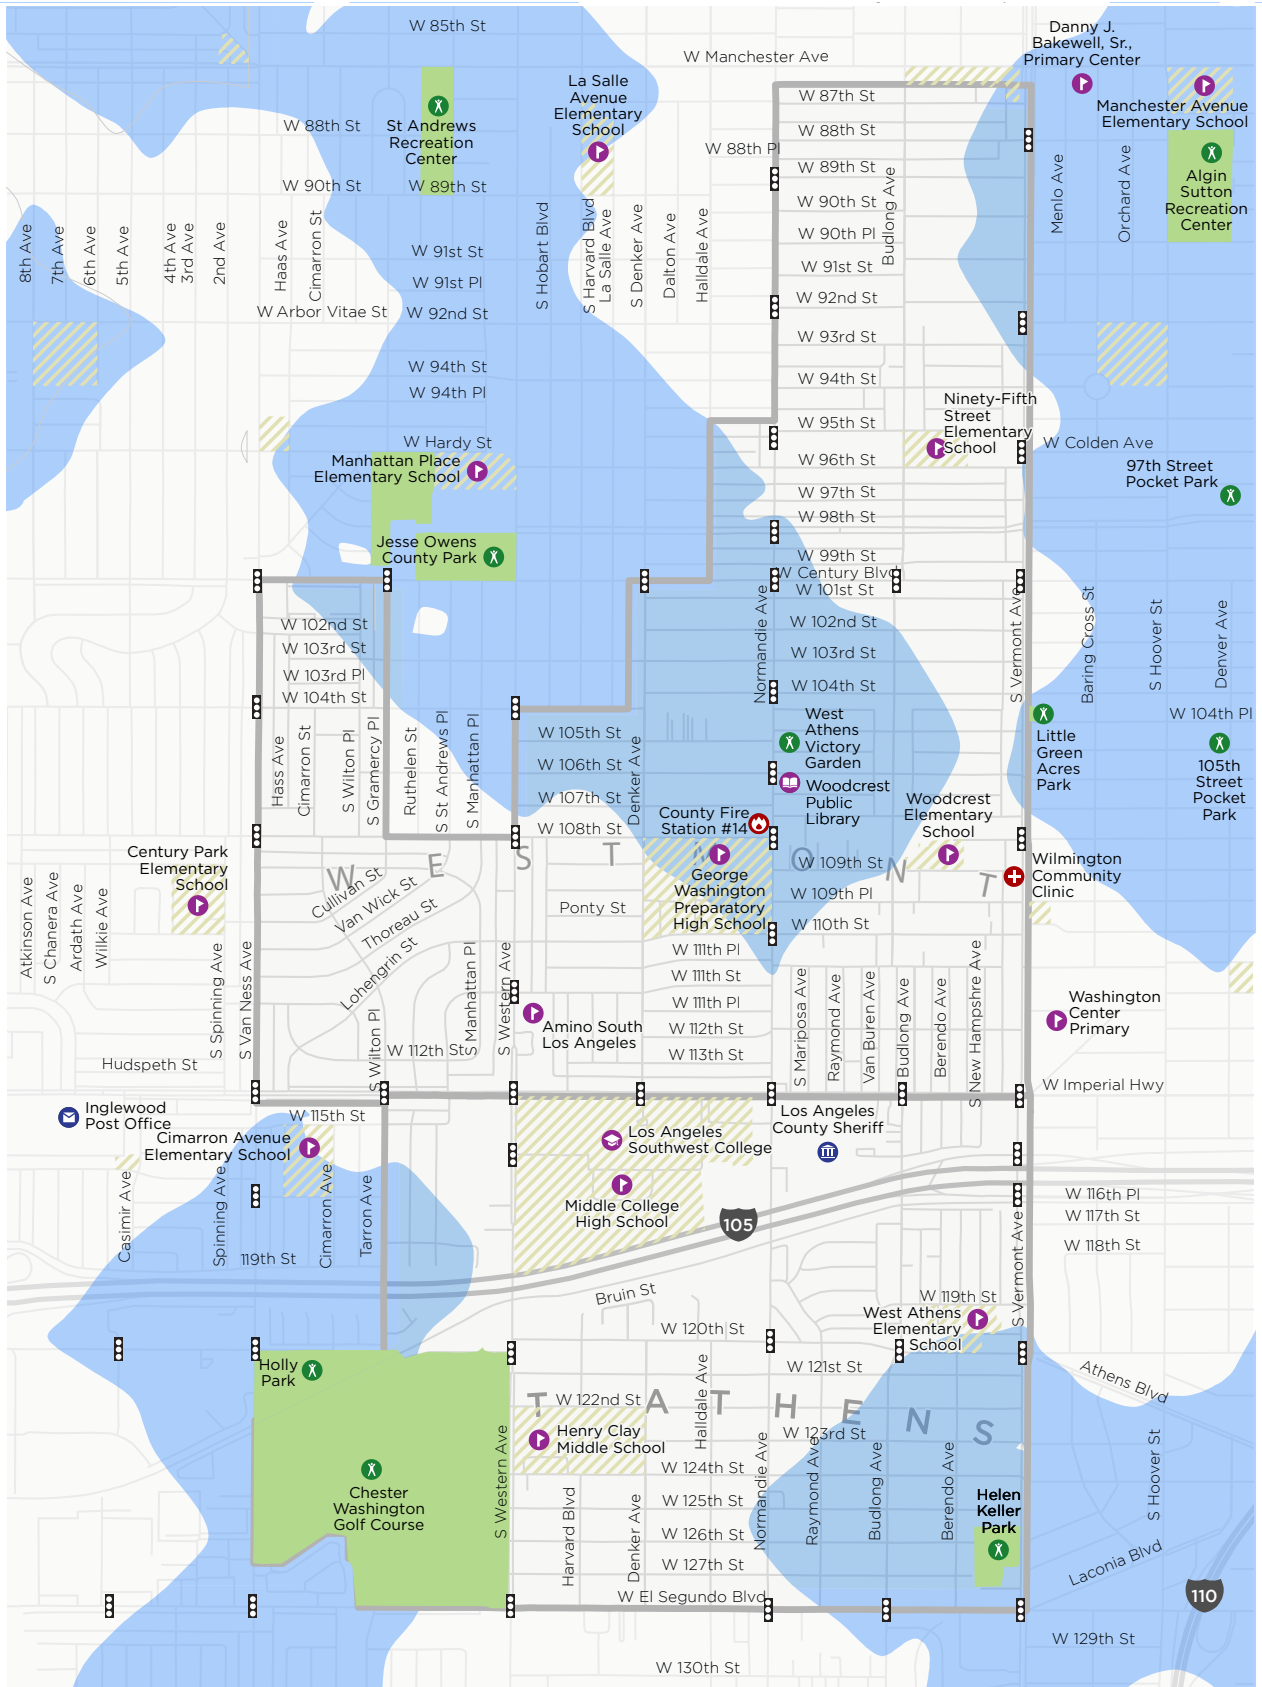 W 85th St
W Manchester Ave
Danny J.
Bakewell, Sr.,
Primary Center
La Salle
Avenue
Elementary
School
W 87th St
Manchester Avenue
Elementary School
W 88th St
St Andrews
Recreation
Center
W 88th St
W 88th Pl
W 89th St
W 90th St
W 89th St
Algin
Sutton
Recreation
Center
W 90th St
W 90th Pl
W 91st St
W 91st St
W 91st Pl
W 92nd St
W Arbor Vitae St
W 92nd St
8th Ave
7th Ave
6th Ave
5th Ave
4th Ave
3rd Ave
2nd Ave
Haas Ave
Cimarron St
S Hobart Blvd
S Harvard Blvd
La Salle Ave
S Denker Ave
Dalton Ave
Halldale Ave
Budlong Ave
Menlo Ave
Orchard Ave
W 93rd St
W 94th St
W 94th St
W 94th Pl
Ninety-Fifth
Street
Elementary
School
W 95th St
W Hardy St
W Colden Ave
Manhattan Place
Elementary School
W 96th St
97th Street
Pocket Park
W 97th St
W 98th St
Jesse Owens
County Park
W 99th St
W Century Blvd
W 101st St
W 102nd St
W 102nd St
W 103rd St
W 103rd St
W 103rd Pl
W 104th St
W 104th St
Normandie Ave
S Vermont Ave
Baring Cross St
S Hoover St
Denver Ave
West
Athens
Victory
Garden
W 104th Pl
Little
Green
Acres
Park
105th
Street
Pocket
Park
W 105th St
W 106th St
W 107th St
W 108th St
Hass Ave
Cimarron St
S Wilton Pl
S Gramercy Pl
Ruthelen St
S St Andrews Pl
S Manhattan Pl
Denker Ave
Woodcrest
Public
Library
Woodcrest
Elementary
School
County Fire
Station #14
WESTMONT
Century Park
Elementary
School
W 109th St
Wilmington
Community
Clinic
George
Washington
Preparatory
High School
W 109th Pl
W 110th St
Cullivan St
Van Wick St
Thoreau St
Lohengrin St
Ponty St
Atkinson Ave
S Chanera Ave
Ardath Ave
Wilkie Ave
S Spinning Ave
S Van Ness Ave
S Wilton Pl
S Manhattan Pl
S Western Ave
W 111th Pl
W 111th St
W 111th Pl
W 112th St
W 113th St
S Mariposa Ave
Raymond Ave
Van Buren Ave
Budlong Ave
Berendo Ave
S New Hampshire Ave
Washington
Center
Primary
Amino South
Los Angeles
W 112th St
Hudspeth St
W Imperial Hwy
Inglewood
Post Office
W 115th St
Los Angeles
County Sheriff
Cimarron Avenue
Elementary School
Los Angeles
Southwest College
Middle College
High School
105
Casimir Ave
Spinning Ave
Cimarron Ave
Tarron Ave
119th St
W 116th Pl
W 117th St
W 118th St
S Vermont Ave
Bruin St
W 119th St
West Athens
Elementary
School
W 120th St
Holly
Park
W 121st St
Athens Blvd
W 122nd St
T ATHENS
Halldale Ave
Henry Clay
Middle School
W 123rd St
W 124th St
Chester
Washington
Golf Course
S Western Ave
Harvard Blvd
Denker Ave
Normandie Ave
Raymond Ave
Budlong Ave
Berendo Ave
S Hoover St
W 125th St
W 126th St
W 127th St
Helen
Keller
Park
Laconia Blvd
W El Segundo Blvd
110
W 129th St
W 130th St